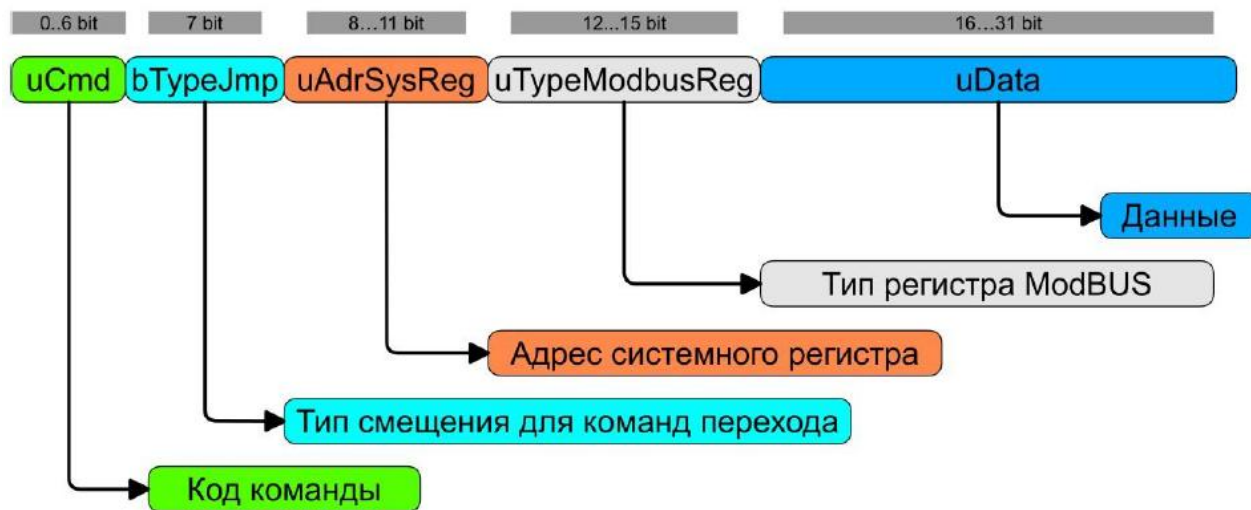 0..6 bit 7 bit 8...11 bit 12...15 bit 16...31 bit
uCmd bTypeJmp uAdrSysReg uTypeModbusReg uData
Данные
Тип регистра ModBUS
Адрес системного регистра
Тип смещения для команд перехода
Код команды